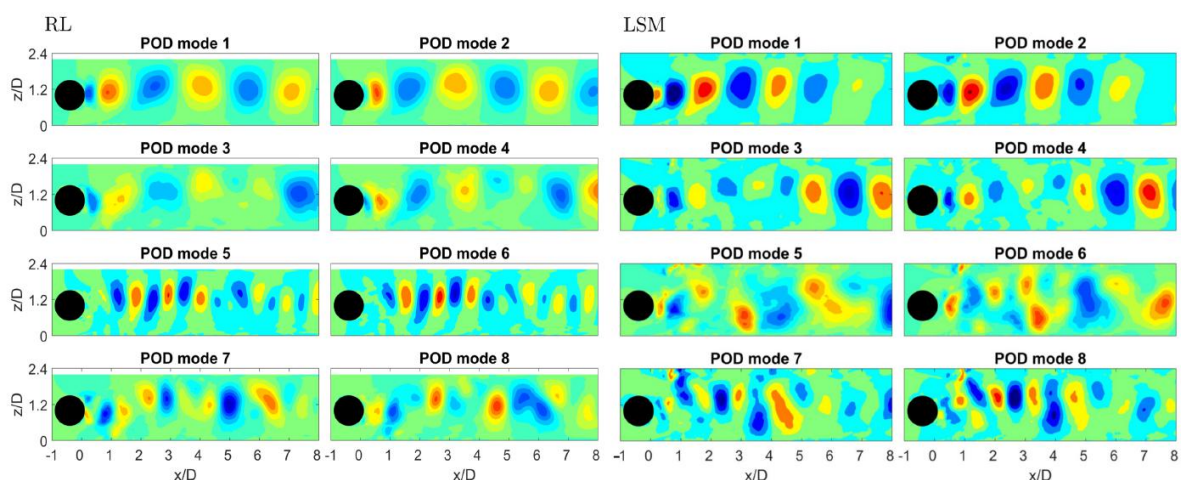 RL
LSM
POD mode 1
POD mode 2
POD mode 1
POD mode 2
2.4
z/D
1.2
0
POD mode 3
POD mode 4
POD mode 3
POD mode 4
2.4
z/D
1.2
0
POD mode 5
POD mode 6
POD mode 5
POD mode 6
2.4
z/D
1.2
0
POD mode 7
POD mode 8
POD mode 7
POD mode 8
2.4
z/D
1.2
0
-1 0 1 2 3 4 5 6 7 8
-1 0 1 2 3 4 5 6 7 8
-1 0 1 2 3 4 5 6 7 8
-1 0 1 2 3 4 5 6 7 8
x/D
x/D
x/D
x/D